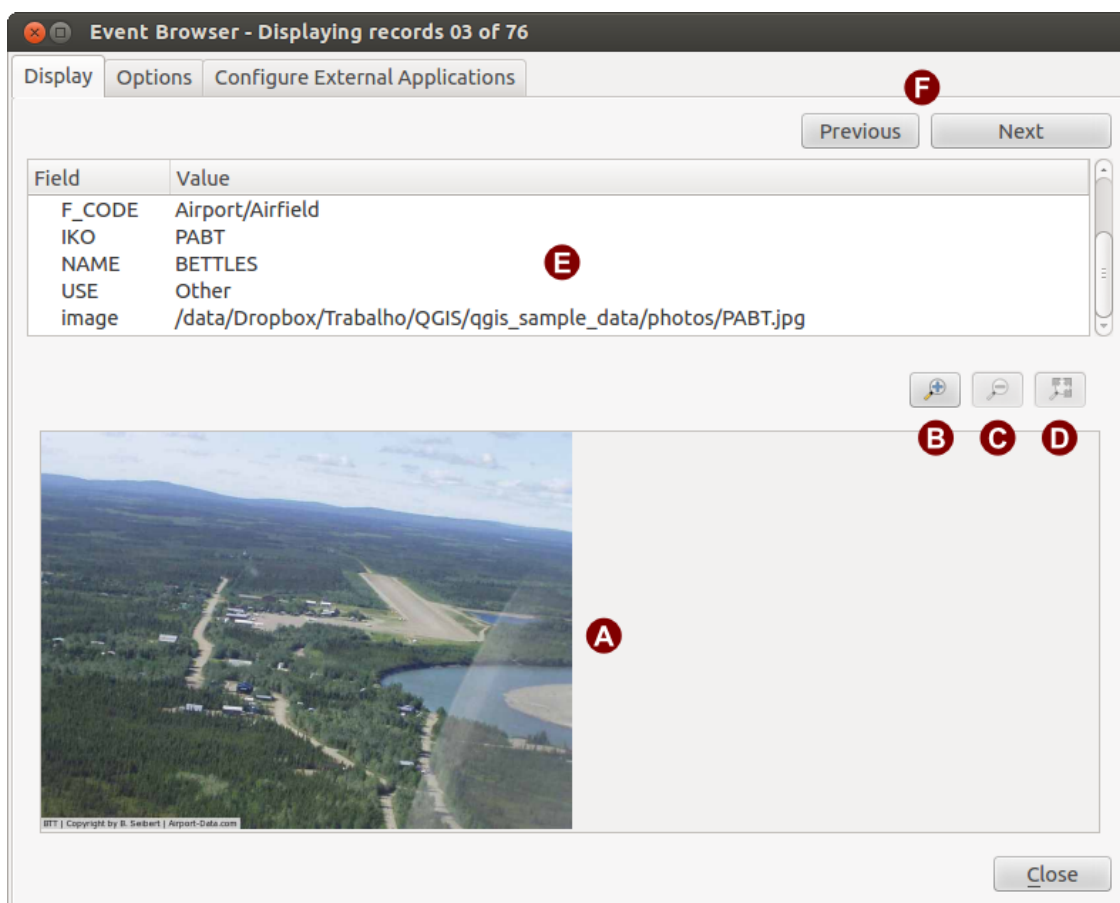 Event Browser - Displaying records 03 of 76
Display Options Configure External Applications
F
Previous Next
Field Value
F_CODE Airport/Airfield
IKO PABT
NAME BETTLES
E
USE Other
image /data/Dropbox/Trabalho/QGIS/qgis_sample_data/photos/PABT.jpg
B C D
A
BTT | Copyright by B. Seibert | Airport-Data.com
Close